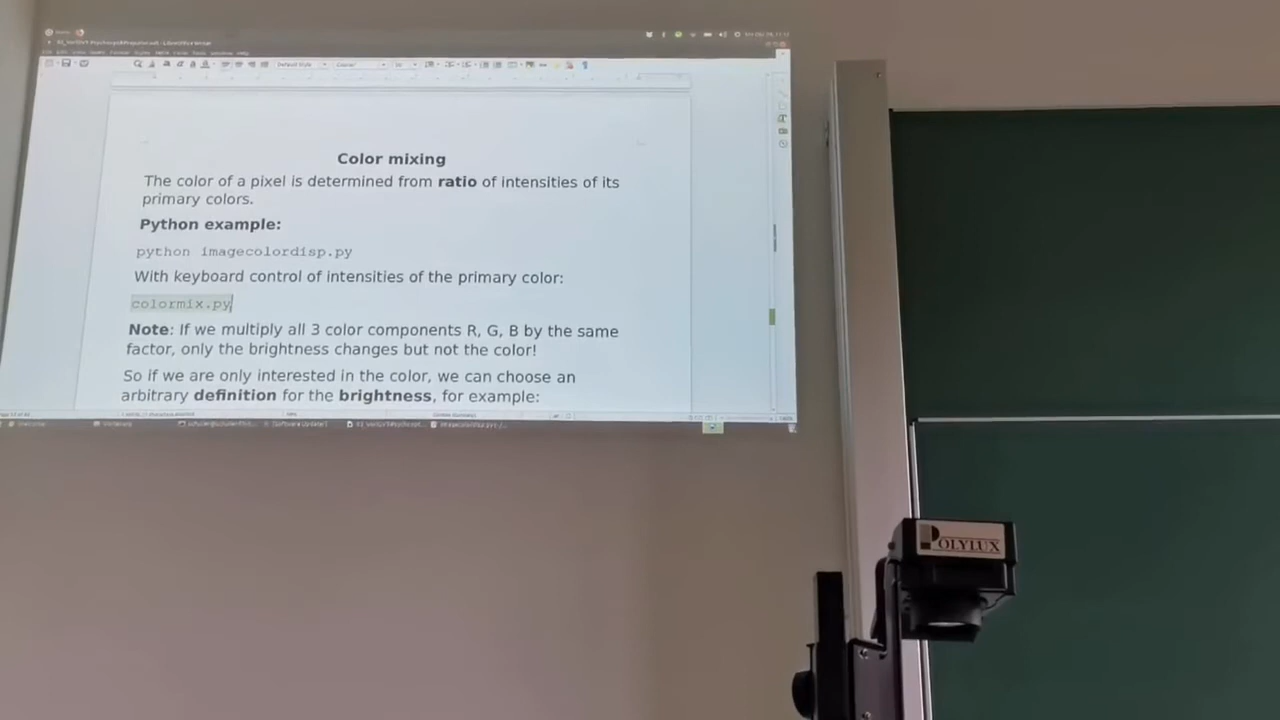 Default Style
Color mixing
The color of a pixel is determined from ratio of intensities of its
primary colors.
Python example:
python imagecolordisp.py
With keyboard control of intensities of the primary color:
colormix.py
Note: If we multiply all 3 color components R, G, B by the same
factor, only the brightness changes but not the color!
So if we are only interested in the color, we can choose an
arbitrary definition for the brightness, for example:
POLYLUX